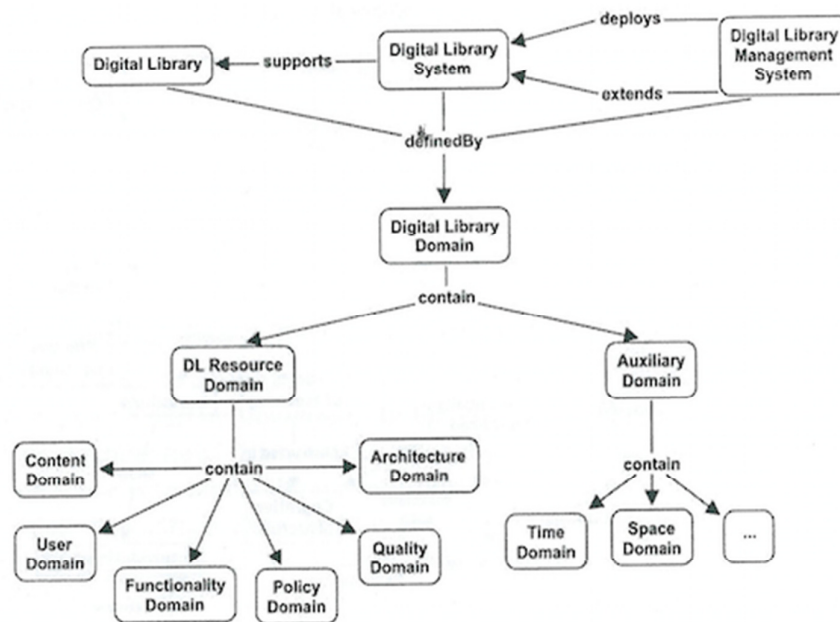 deploys
Digital Library
Management
System
Digital Library
supports
Digital Library
System
extends
definedBy
Digital Library
Domain
contain
DL Resource
Domain
Auxiliary
Domain
Content
Domain
contain
Architecture
Domain
contain
User
Domain
Functionality
Domain
Policy
Domain
Quality
Domain
Time
Domain
Space
Domain
...